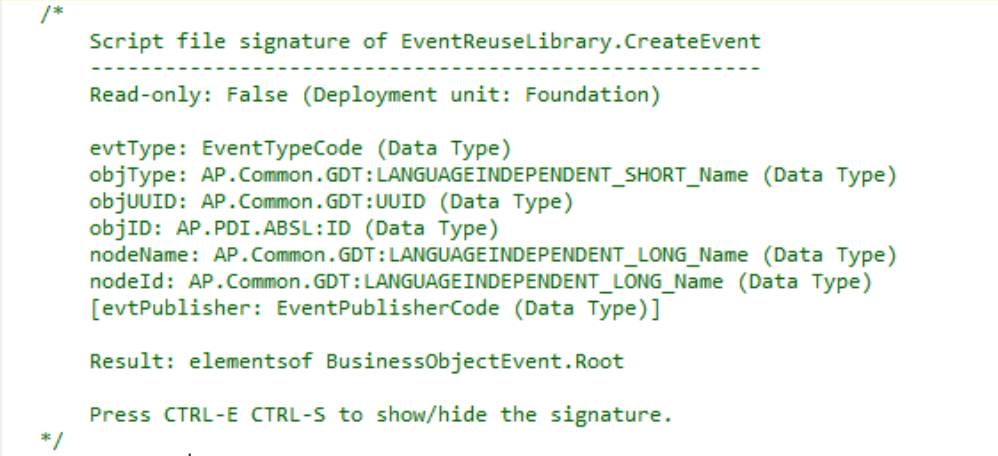 /*
Script file signature of EventReuseLibrary.CreateEvent
------------------------------------------------------
Read-only: False (Deployment unit: Foundation)
evtType: EventTypeCode (Data Type)
objType: AP.Common.GDT:LANGUAGEINDEPENDENT_SHORT_Name (Data Type)
objUUID: AP.Common.GDT:UUID (Data Type)
objID: AP.PDI.ABSL:ID (Data Type)
nodeName: AP.Common.GDT:LANGUAGEINDEPENDENT_LONG_Name (Data Type)
nodeId: AP.Common.GDT:LANGUAGEINDEPENDENT_LONG_Name (Data Type)
[evtPublisher: EventPublisherCode (Data Type)]
Result: elementsof BusinessObjectEvent.Root
Press CTRL-E CTRL-S to show/hide the signature.
*/